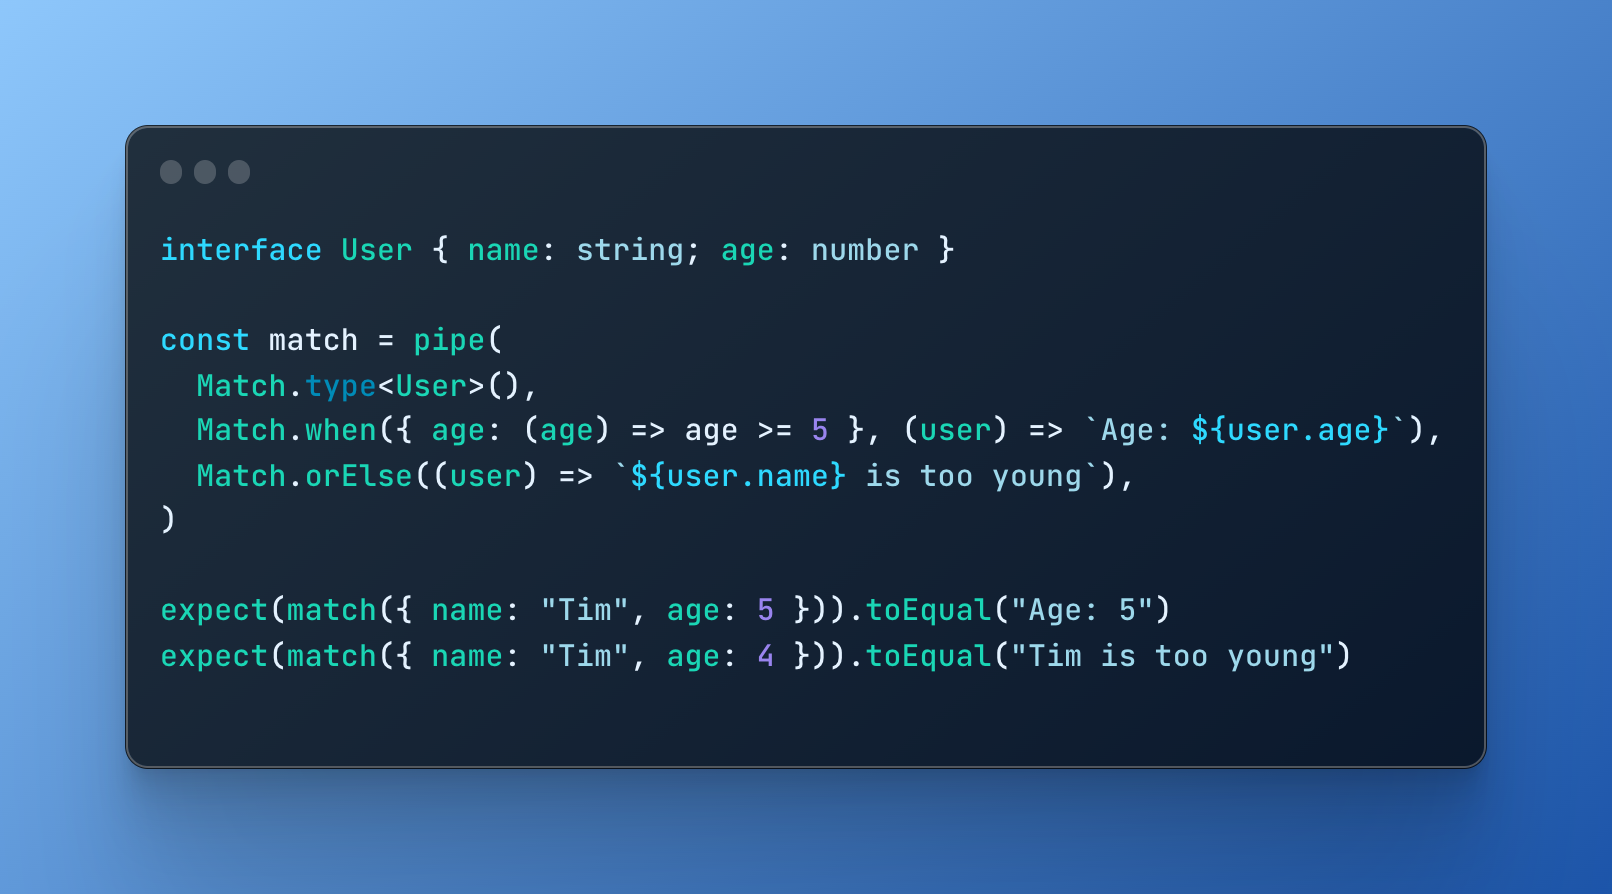 interface User { name: string; age: number }
const match = pipe(
  Match.type<User>(),
  Match.when({ age: (age) => age >= 5 }, (user) => `Age: ${user.age}`),
  Match.orElse((user) => `${user.name} is too young`),
)
expect(match({ name: "Tim", age: 5 })).toEqual("Age: 5")
expect(match({ name: "Tim", age: 4 })).toEqual("Tim is too young")